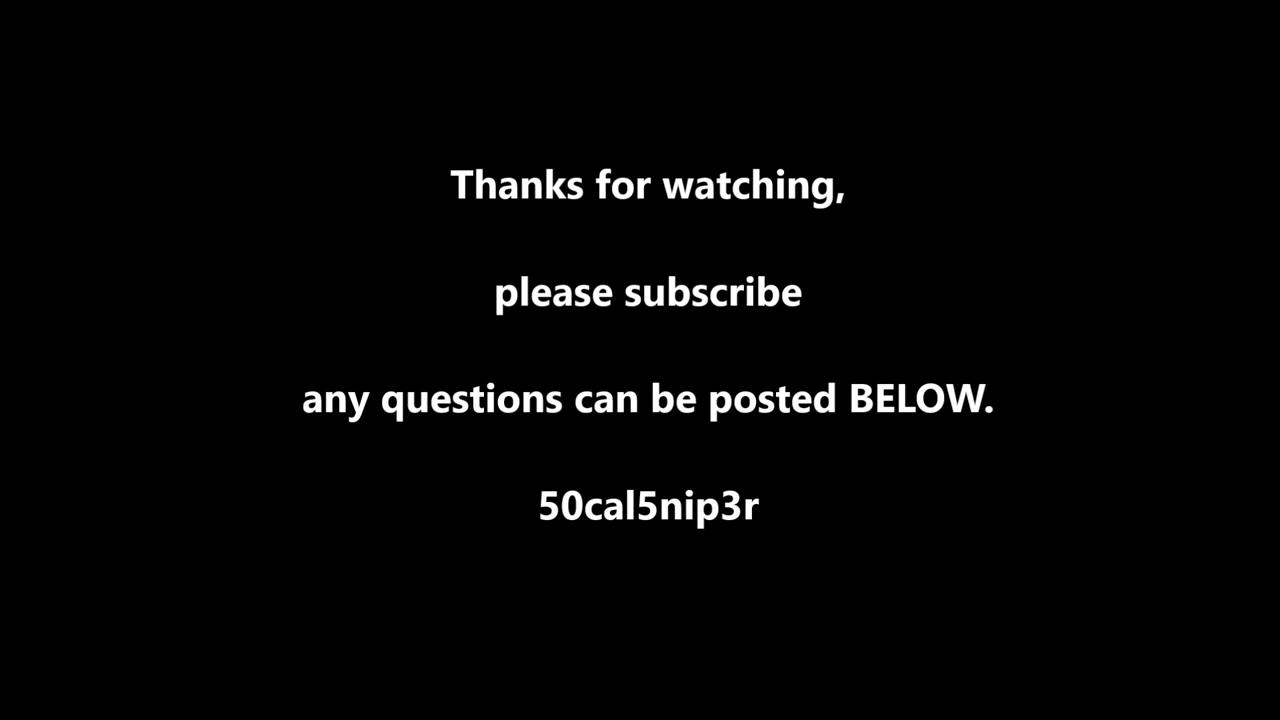 Thanks for watching,
please subscribe
any questions can be posted BELOW.
50cal5nip3r